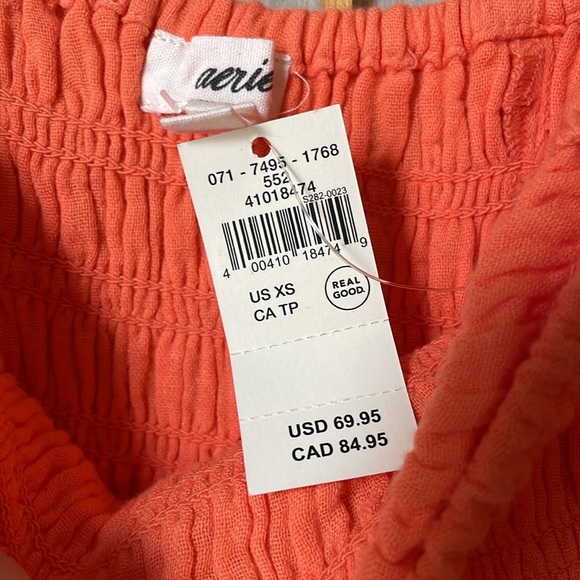 aerie
071 - 7495 - 1768
552
41018474
S282-0023
4 00410 18474 9
US XS
CA TP
REAL
GOOD.
USD 69.95
CAD 84.95